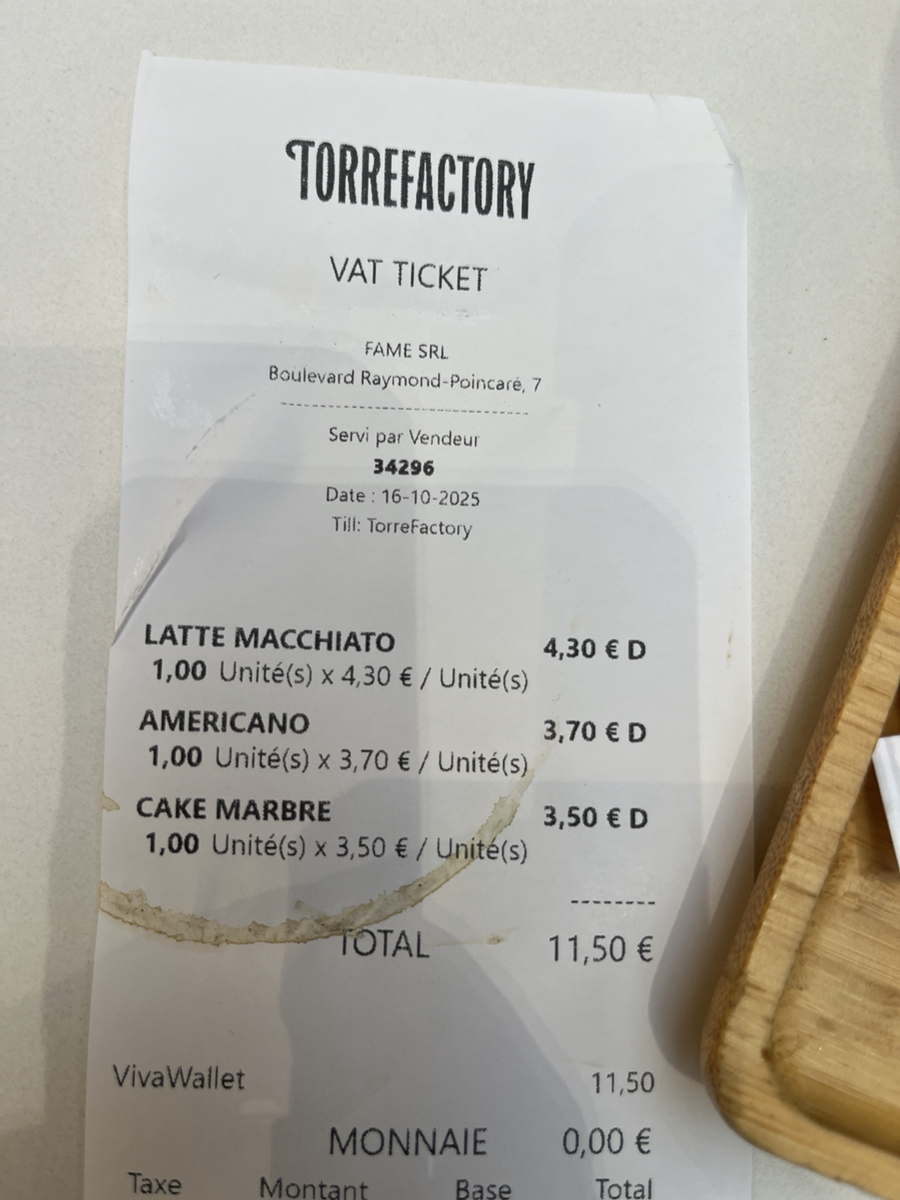 TORREFACTORY
VAT TICKET
FAME SRL
Boulevard Raymond-Poincaré, 7
--------------------------------
Servi par Vendeur
34296
Date : 16-10-2025
Till: TorreFactory
LATTE MACCHIATO 4,30 € D
1,00 Unité(s) x 4,30 € / Unité(s)
AMERICANO 3,70 € D
1,00 Unité(s) x 3,70 € / Unité(s)
CAKE MARBRE 3,50 € D
1,00 Unité(s) x 3,50 € / Unité(s)
--------
TOTAL 11,50 €
VivaWallet 11,50
MONNAIE 0,00 €
Taxe Montant Base Total